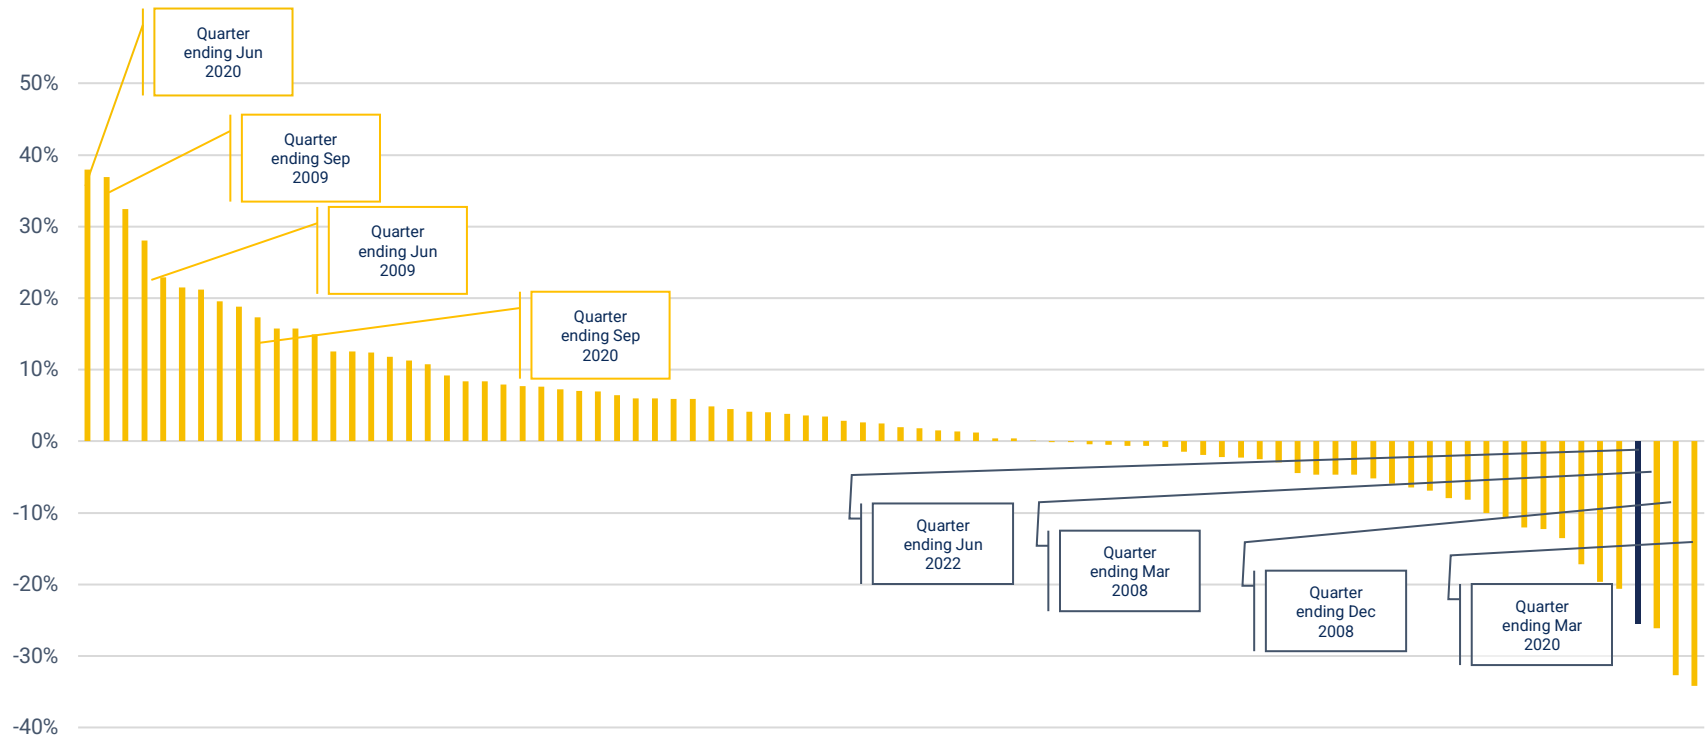 Quarter
ending Jun
2020
50%
Quarter
ending Sep
2009
40%
Quarter
ending Jun
2009
30%
20%
Quarter
ending Sep
2020
10%
0%
-10%
Quarter
ending Jun
2022
Quarter
ending Mar
2008
Quarter
ending Dec
2008
Quarter
ending Mar
2020
-20%
-30%
-40%